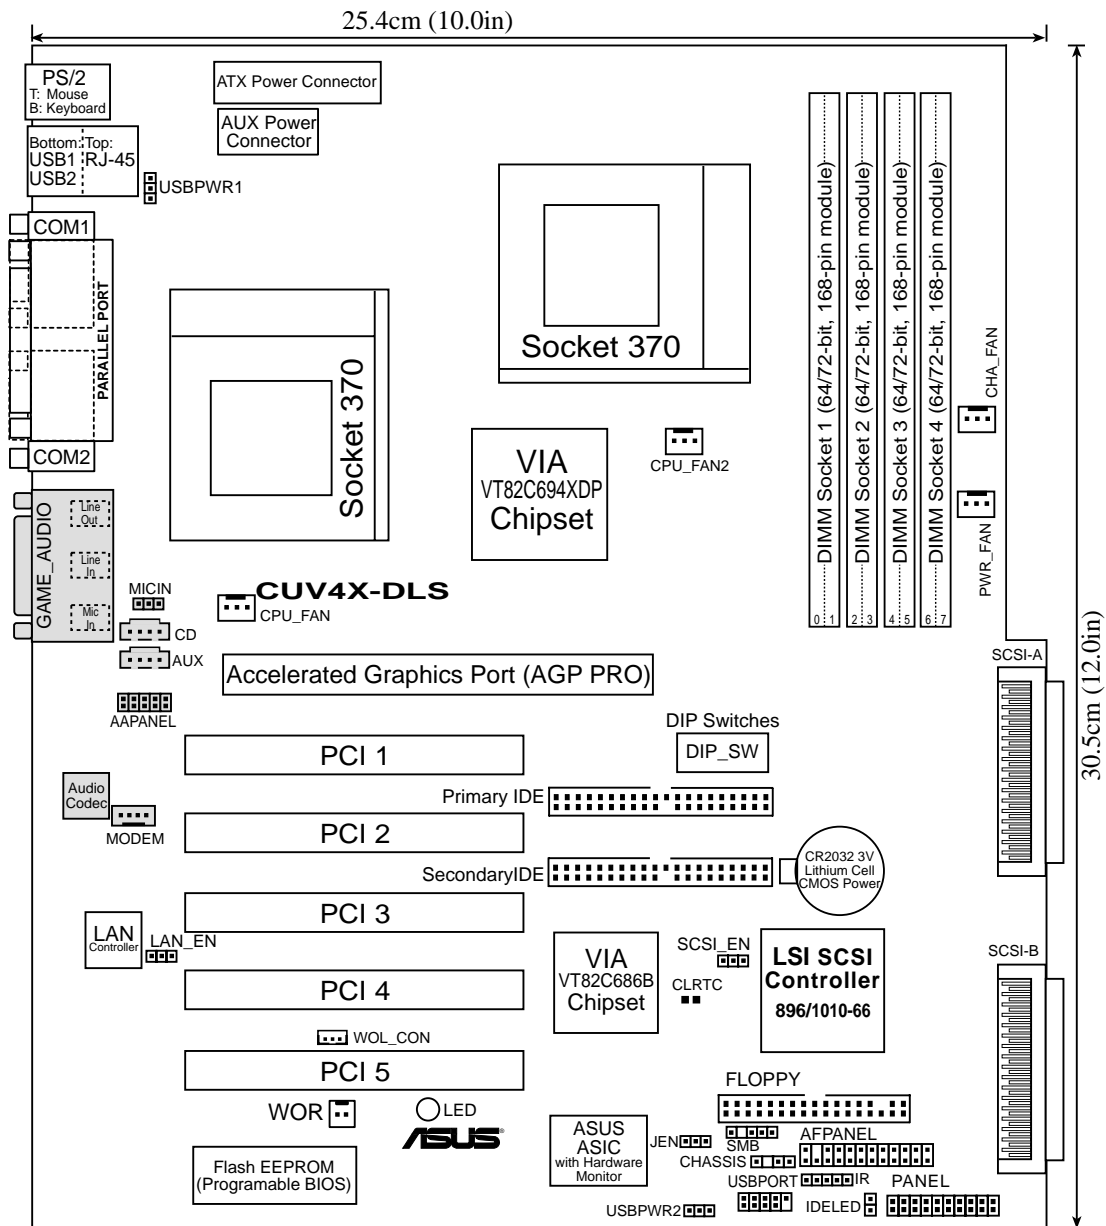 25.4cm (10.0in)
PS/2
T: Mouse
B: Keyboard
ATX Power Connector
AUX Power
Connector
Bottom: Top:
USB1 RJ-45
USB2
USBPWR1
COM1
PARALLEL PORT
COM2
Socket 370
Socket 370
DIMM Socket 1 (64/72-bit, 168-pin module)
DIMM Socket 2 (64/72-bit, 168-pin module)
DIMM Socket 3 (64/72-bit, 168-pin module)
DIMM Socket 4 (64/72-bit, 168-pin module)
0 1
2 3
4 5
6 7
CHA_FAN
PWR_FAN
CPU_FAN2
VIA
VT82C694XDP
Chipset
GAME_AUDIO
Line
Out
Line
In
Mic
In
MICIN
CD
AUX
CUV4X-DLS
CPU_FAN
30.5cm (12.0in)
SCSI-A
Accelerated Graphics Port (AGP PRO)
AAPANEL
DIP Switches
DIP_SW
PCI 1
Primary IDE
Audio
Codec
MODEM
PCI 2
SecondaryIDE
CR2032 3V
Lithium Cell
CMOS Power
PCI 3
LAN
Controller
LAN_EN
VIA
VT82C686B
Chipset
SCSI_EN
CLRTC
LSI SCSI
Controller
896/1010-66
SCSI-B
PCI 4
WOL_CON
PCI 5
FLOPPY
WOR
LED
ASUS
ASUS
ASIC
with Hardware
Monitor
JEN
SMB
AFPANEL
CHASSIS
Flash EEPROM
(Programable BIOS)
USBPORT
IR
PANEL
USBPWR2
IDELED